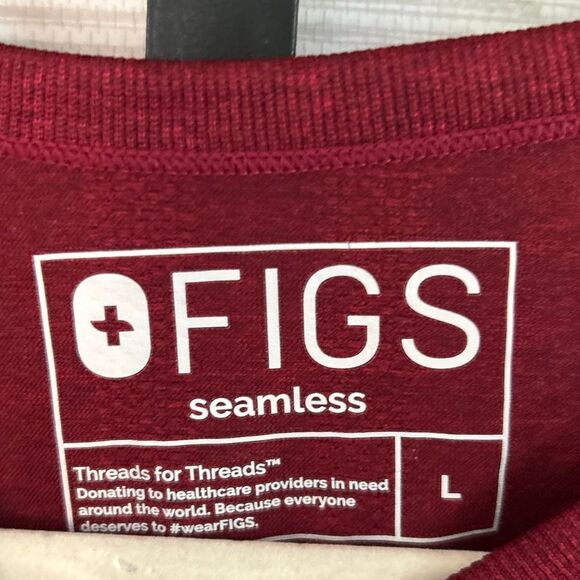 FIGS
seamless
Threads for Threads™
Donating to healthcare providers in need
around the world. Because everyone
deserves to #wearFIGS.
L